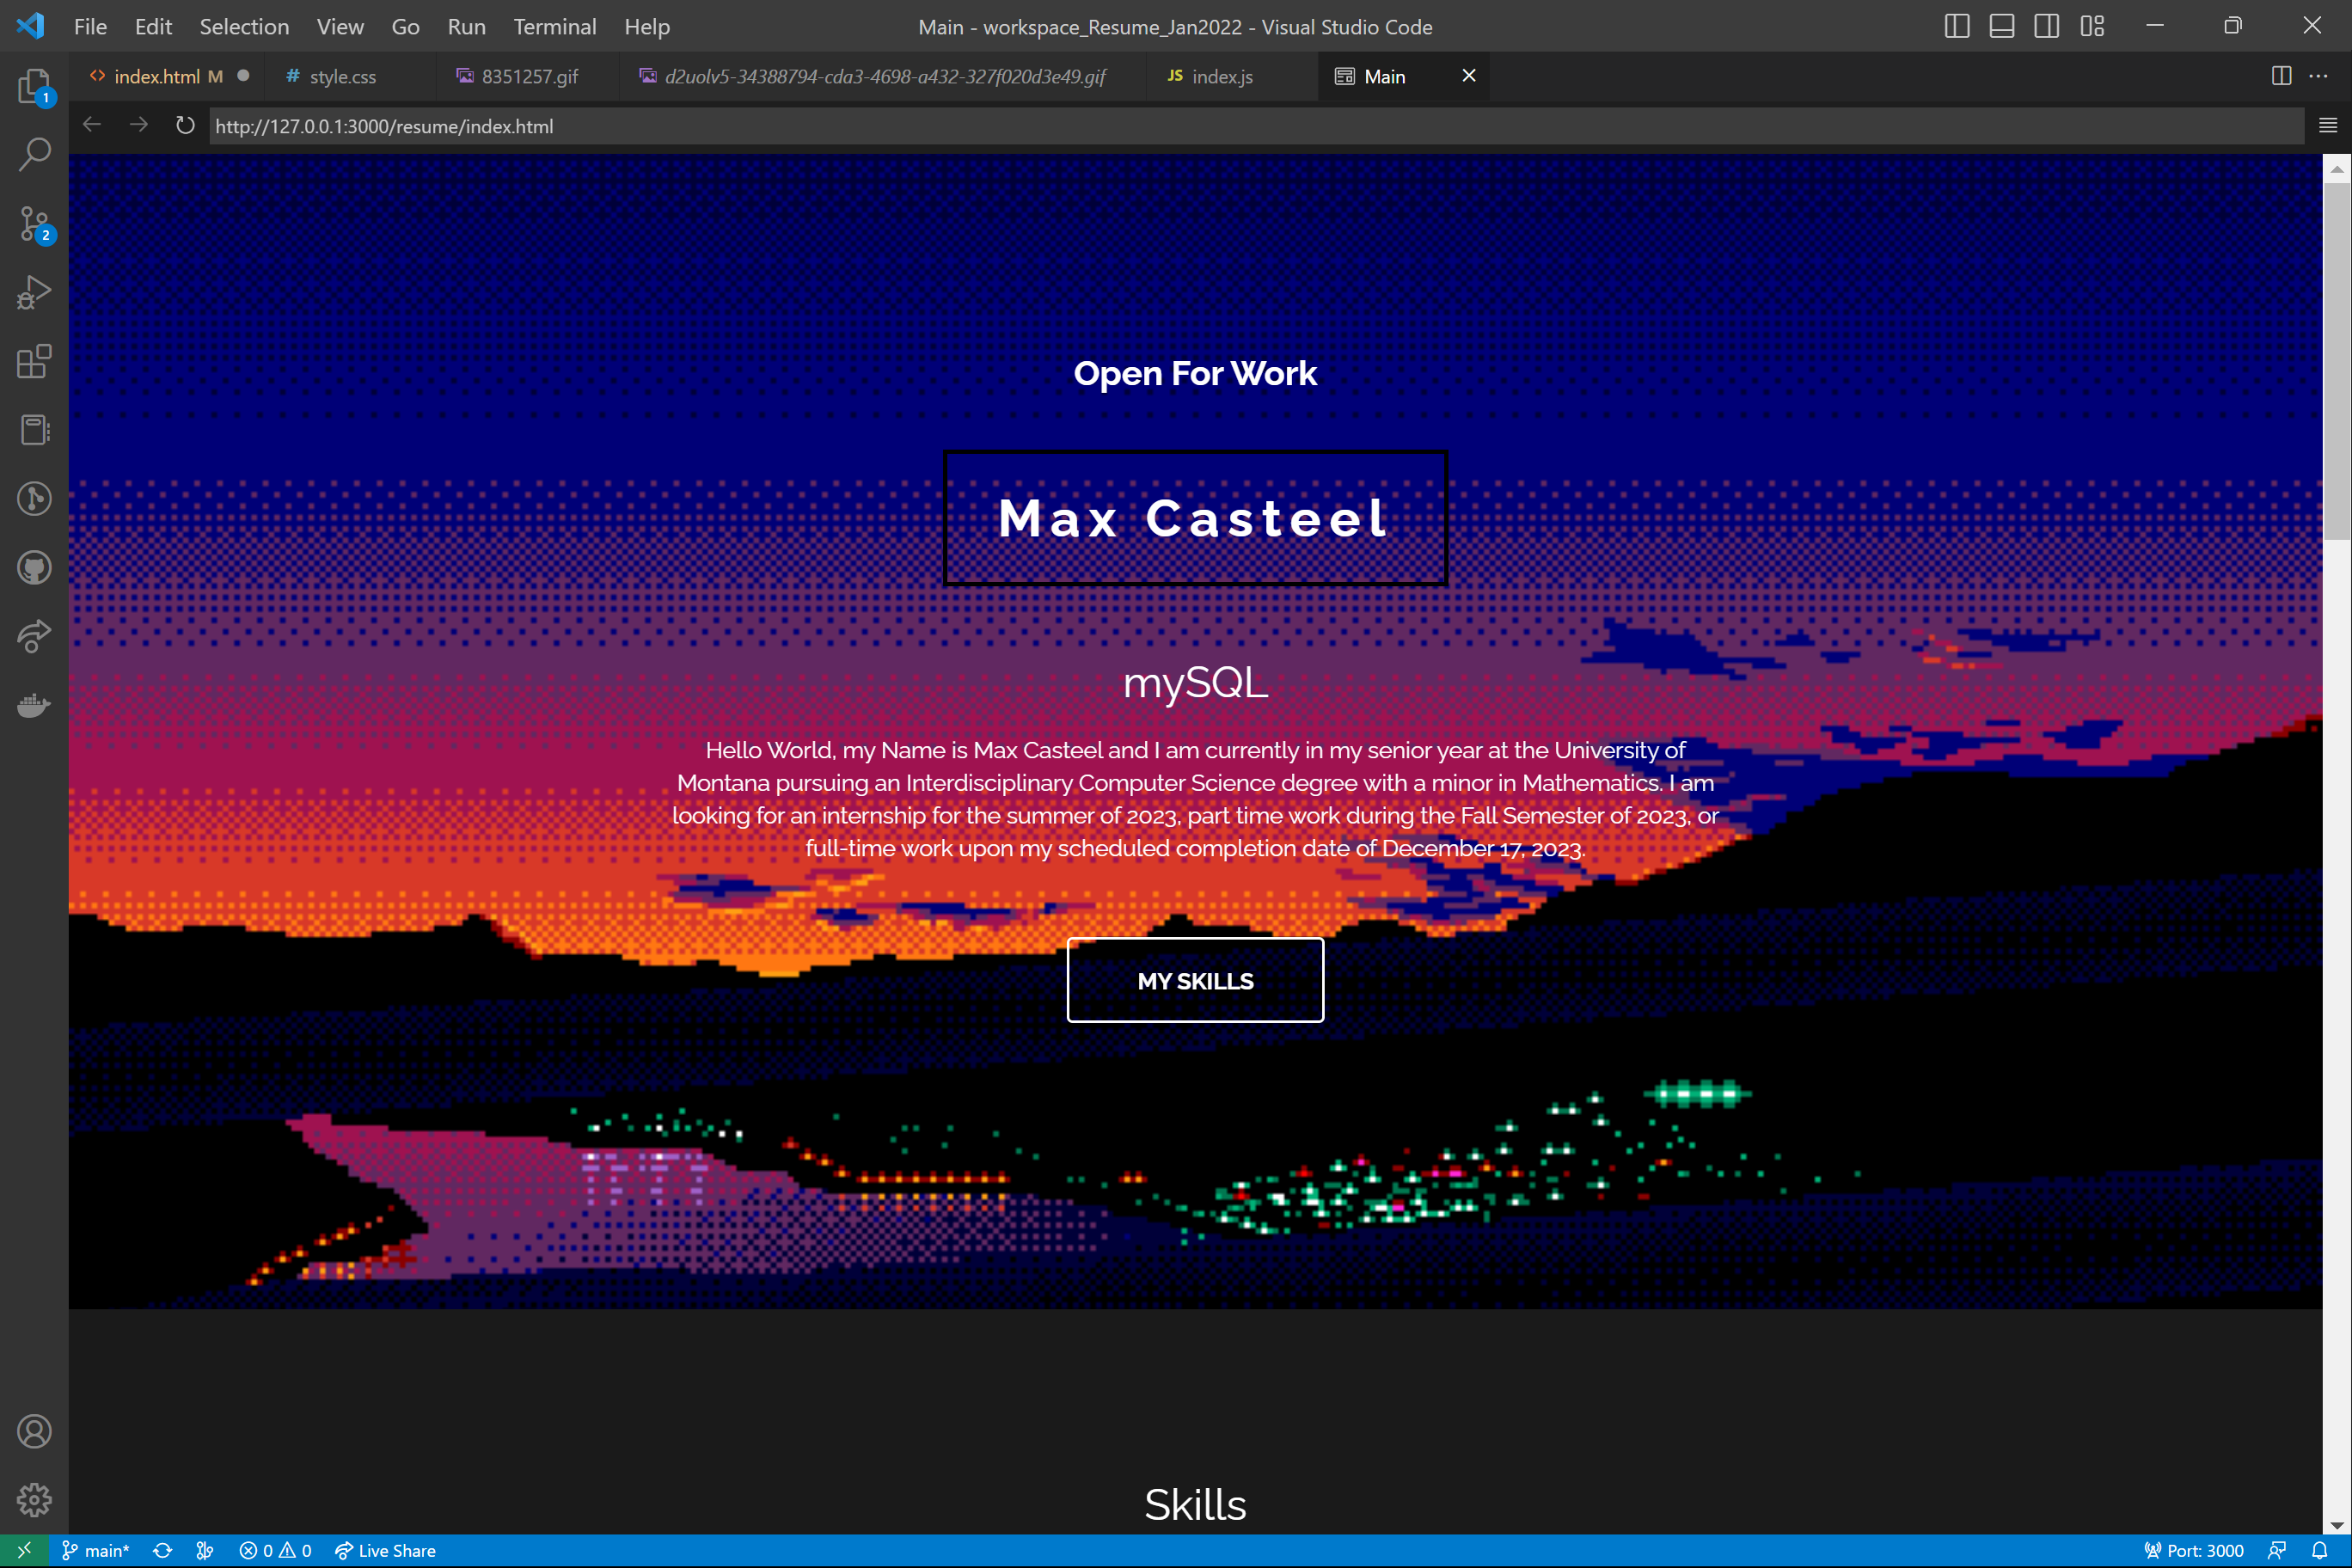 File Edit Selection View Go Run Terminal Help
Main - workspace_Resume_Jan2022 - Visual Studio Code
index.html M
style.css
8351257.gif
d2uolv5-34388794-cda3-4698-a432-327f020d3e49.gif
JS index.js
Main
http://127.0.0.1:3000/resume/index.html
1
2
Open For Work
Max Casteel
mySQL
Hello World, my Name is Max Casteel and I am currently in my senior year at the University of
Montana pursuing an Interdisciplinary Computer Science degree with a minor in Mathematics. I am
looking for an internship for the summer of 2023, part time work during the Fall Semester of 2023, or
full-time work upon my scheduled completion date of December 17, 2023.
MY SKILLS
Skills
main* 0 0 Live Share
Port: 3000